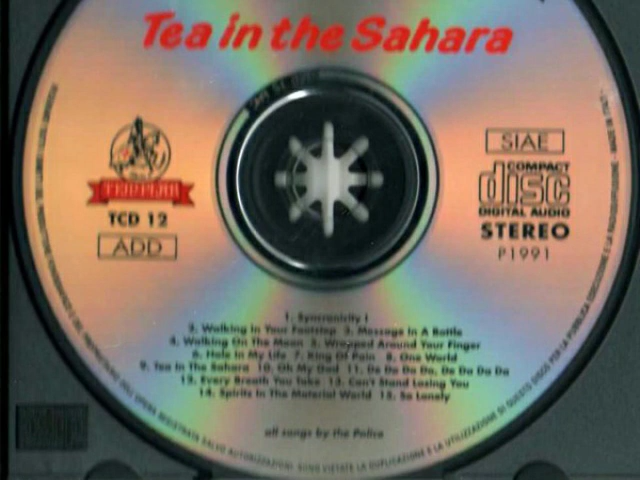 Tea in the Sahara
SIAE
COMPACT
disc
DIGITAL AUDIO
STEREO
P1991
TCD 12
ADD
1. Syncronicity I
2. Walking In Your Footstep 3. Message In A Bottle
4. Walking On The Moon 5. Wrapped Around Your Finger
6. Hole In My Life 7. King Of Pain 8. One World
9. Tea In The Sahara 10. Oh My God 11. De Do Do Do, De Da Da Da
12. Every Breath You Take 13. Can't Stand Losing You
14. Spirits In The Material World 15. So Lonely
all songs by the Police